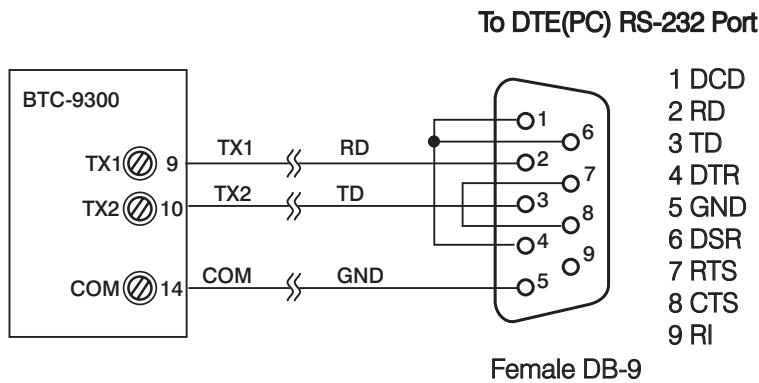 To DTE(PC) RS-232 Port
BTC-9300
TX1 9 TX1 RD
TX2 10 TX2 TD
COM 14 COM GND
1
2
3
4
5
6
7
8
9
1 DCD
2 RD
3 TD
4 DTR
5 GND
6 DSR
7 RTS
8 CTS
9 RI
Female DB-9